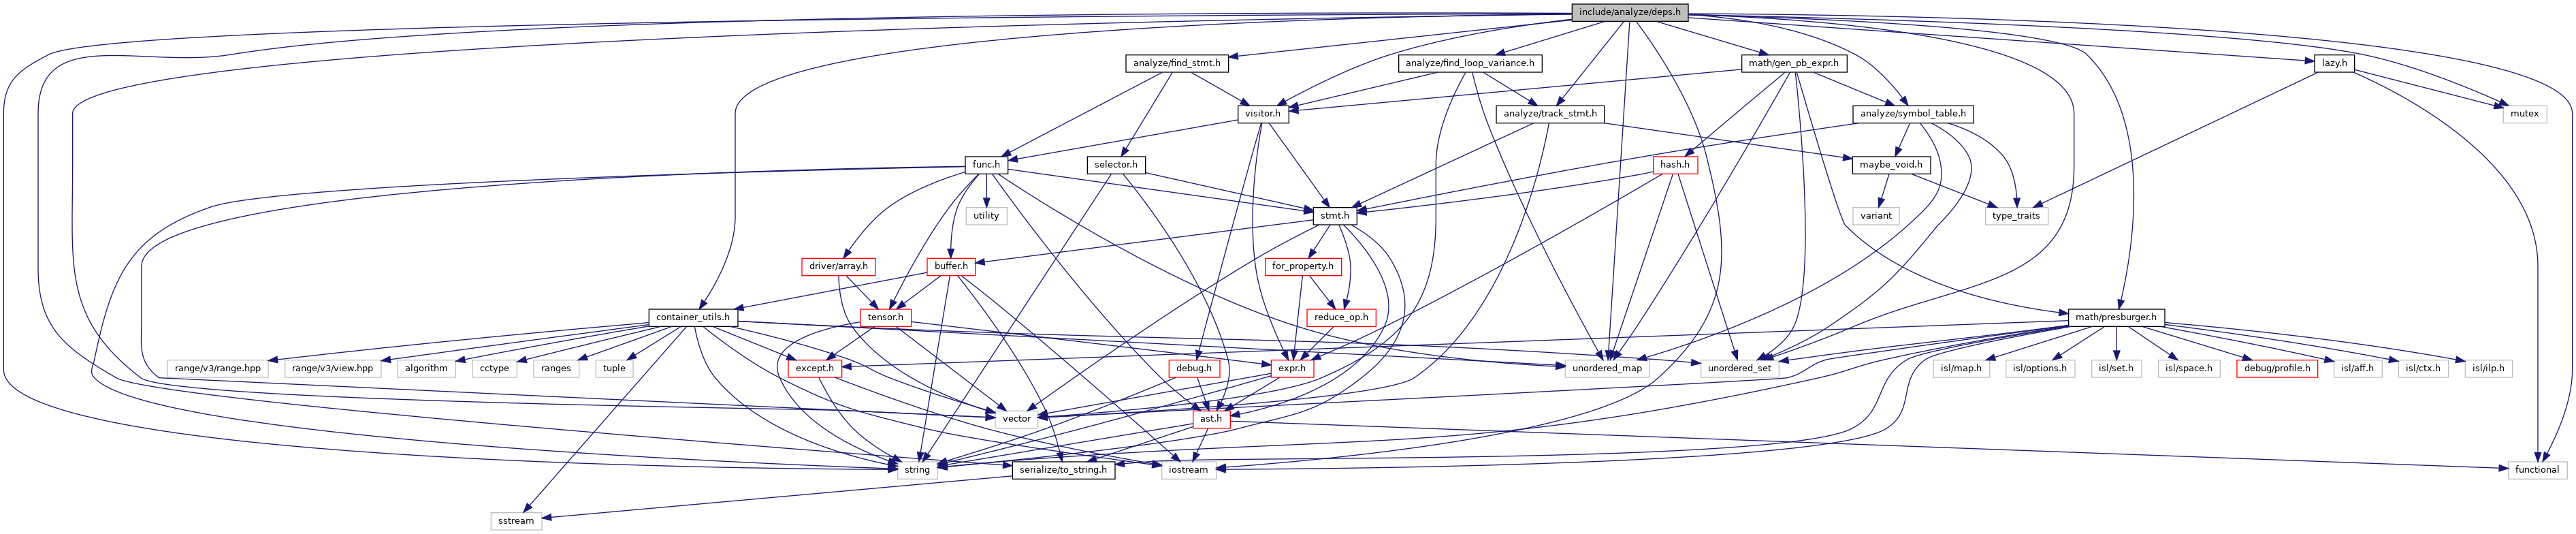 include/analyze/deps.h
analyze/find_stmt.h
analyze/find_loop_variance.h
math/gen_pb_expr.h
lazy.h
visitor.h
analyze/track_stmt.h
analyze/symbol_table.h
mutex
func.h
selector.h
hash.h
maybe_void.h
utility
stmt.h
variant
type_traits
driver/array.h
buffer.h
for_property.h
container_utils.h
tensor.h
reduce_op.h
math/presburger.h
range/v3/range.hpp
range/v3/view.hpp
algorithm
cctype
ranges
tuple
except.h
debug.h
expr.h
unordered_map
unordered_set
isl/map.h
isl/options.h
isl/set.h
isl/space.h
debug/profile.h
isl/aff.h
isl/ctx.h
isl/ilp.h
vector
ast.h
string
serialize/to_string.h
iostream
functional
sstream